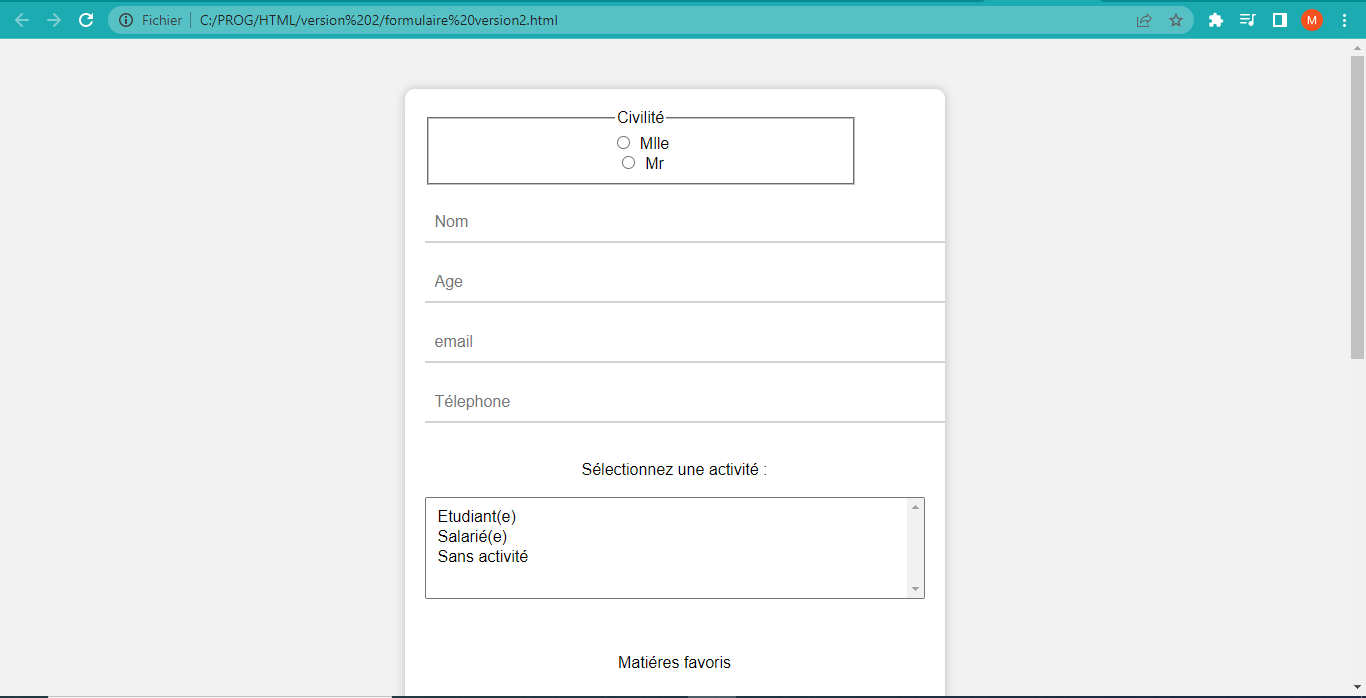 Fichier C:/PROG/HTML/version%202/formulaire%20version2.html
M
Civilité
Mlle
Mr
Nom
Age
email
Télephone
Sélectionnez une activité :
Etudiant(e)
Salarié(e)
Sans activité
Matiéres favoris